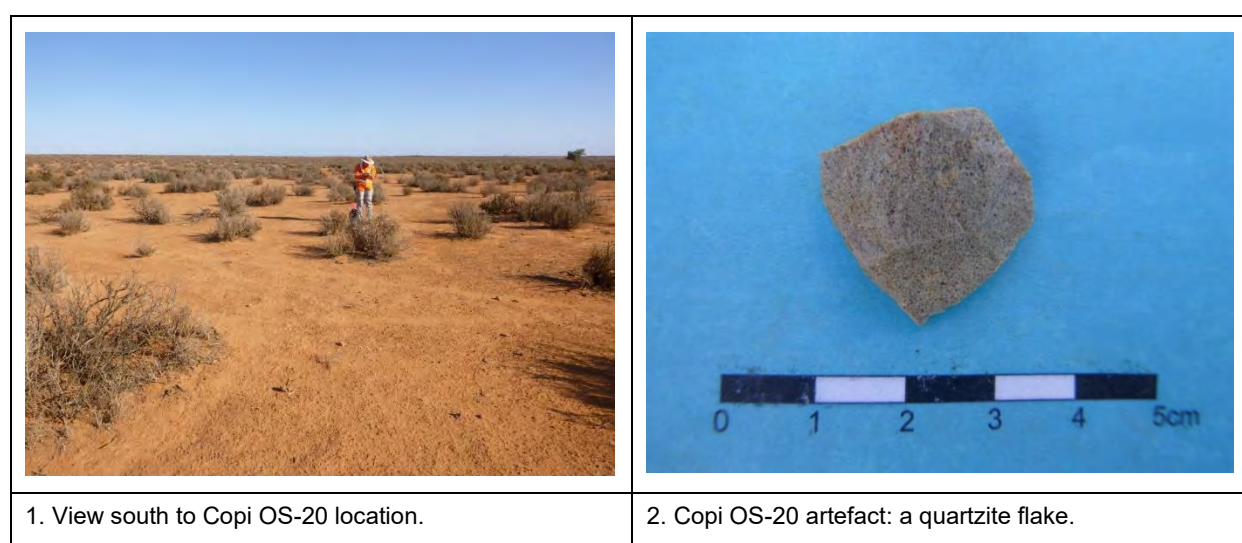 0 1 2 3 4 5cm
1. View south to Copi OS-20 location.
2. Copi OS-20 artefact: a quartzite flake.